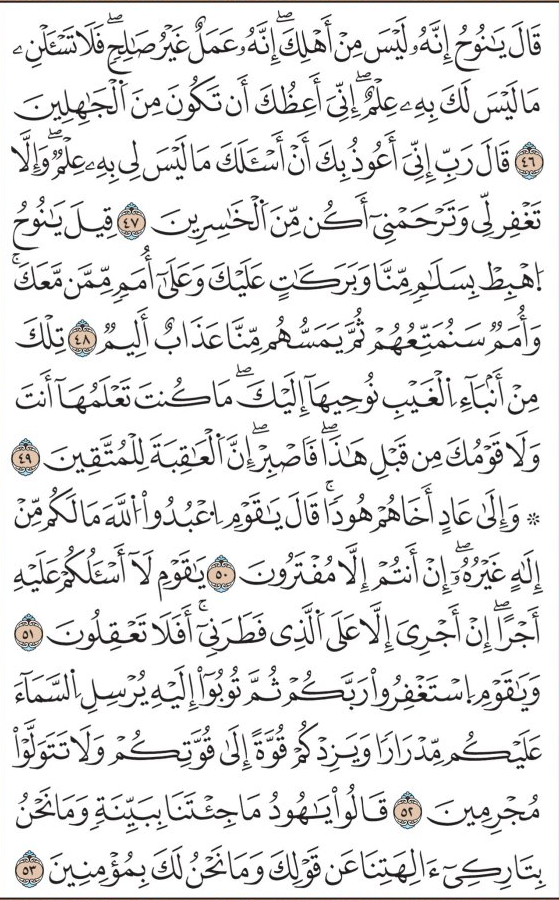 قَالَ يَٰنُوحُ إِنَّهُۥ لَيْسَ مِنْ أَهْلِكَۖ إِنَّهُۥ عَمَلٌ غَيْرُ صَٰلِحٖۖ فَلَا تَسْـَٔلْنِۦ
مَا لَيْسَ لَكَ بِهِۦ عِلْمٌۖ إِنِّيٓ أَعِظُكَ أَن تَكُونَ مِنَ ٱلْجَٰهِلِينَ
٤٦ قَالَ رَبِّ إِنِّيٓ أَعُوذُ بِكَ أَنْ أَسْـَٔلَكَ مَا لَيْسَ لِي بِهِۦ عِلْمٌۖ وَإِلَّا
تَغْفِرْ لِي وَتَرْحَمْنِيٓ أَكُن مِّنَ ٱلْخَٰسِرِينَ ٤٧ قِيلَ يَٰنُوحُ
ٱهْبِطْ بِسَلَٰمٖ مِّنَّا وَبَرَكَٰتٍ عَلَيْكَ وَعَلَىٰٓ أُمَمٖ مِّمَّن مَّعَكَۚ
وَأُمَمٌ سَنُمَتِّعُهُمْ ثُمَّ يَمَسُّهُم مِّنَّا عَذَابٌ أَلِيمٌ ٤٨ تِلْكَ
مِنْ أَنۢبَآءِ ٱلْغَيْبِ نُوحِيهَآ إِلَيْكَۖ مَا كُنتَ تَعْلَمُهَآ أَنتَ
وَلَا قَوْمُكَ مِن قَبْلِ هَٰذَاۖ فَٱصْبِرْۖ إِنَّ ٱلْعَٰقِبَةَ لِلْمُتَّقِينَ ٤٩
* وَإِلَىٰ عَادٍ أَخَاهُمْ هُودٗاۚ قَالَ يَٰقَوْمِ ٱعْبُدُوا۟ ٱللَّهَ مَا لَكُم مِّنْ
إِلَٰهٍ غَيْرُهُۥٓۖ إِنْ أَنتُمْ إِلَّا مُفْتَرُونَ ٥٠ يَٰقَوْمِ لَآ أَسْـَٔلُكُمْ عَلَيْهِ
أَجْرًاۖ إِنْ أَجْرِيَ إِلَّا عَلَى ٱلَّذِي فَطَرَنِيٓۚ أَفَلَا تَعْقِلُونَ ٥١
وَيَٰقَوْمِ ٱسْتَغْفِرُوا۟ رَبَّكُمْ ثُمَّ تُوبُوٓا۟ إِلَيْهِ يُرْسِلِ ٱلسَّمَآءَ
عَلَيْكُم مِّدْرَارٗا وَيَزِدْكُمْ قُوَّةً إِلَىٰ قُوَّتِكُمْ وَلَا تَتَوَلَّوْا۟
مُجْرِمِينَ ٥٢ قَالُوا۟ يَٰهُودُ مَا جِئْتَنَا بِبَيِّنَةٖ وَمَا نَحْنُ
بِتَارِكِيٓ ءَالِهَتِنَا عَن قَوْلِكَ وَمَا نَحْنُ لَكَ بِمُؤْمِنِينَ ٥٣